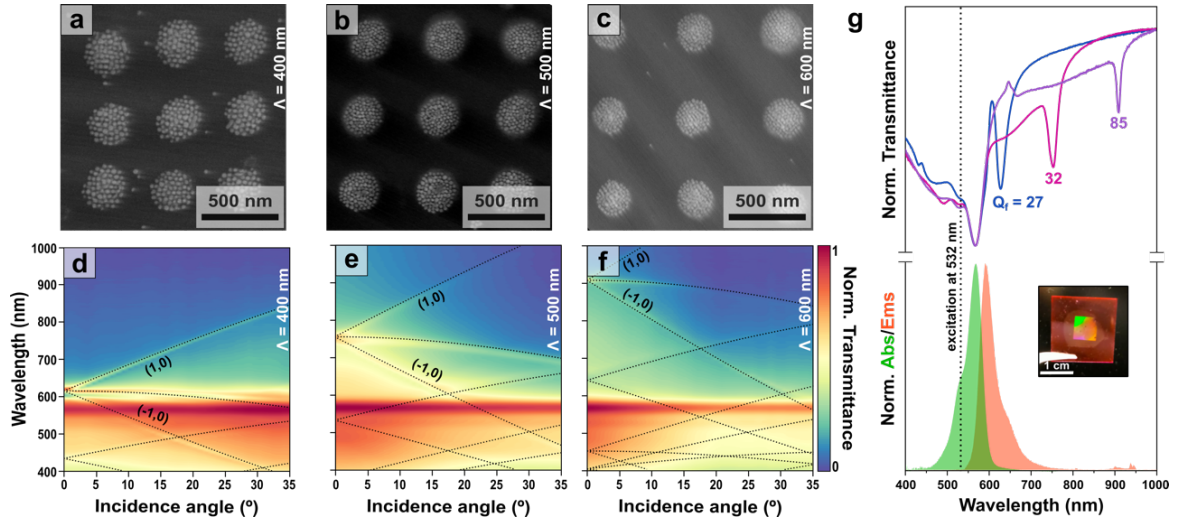 a
Λ = 400 nm
500 nm
b
Λ = 500 nm
500 nm
c
Λ = 600 nm
500 nm
d
Λ = 400 nm
(1,0)
(-1,0)
Wavelength (nm)
1000
900
800
700
600
500
400
0 5 10 15 20 25 30 35
Incidence angle (º)
e
Λ = 500 nm
(1,0)
(-1,0)
0 5 10 15 20 25 30 35
Incidence angle (º)
f
Λ = 600 nm
(1,0)
(-1,0)
0 5 10 15 20 25 30 35
Incidence angle (º)
1
0
Norm. Transmittance
g
Norm. Transmittance
Qf = 27
32
85
excitation at 532 nm
Norm. Abs/Ems
1 cm
400 500 600 700 800 900 1000
Wavelength (nm)